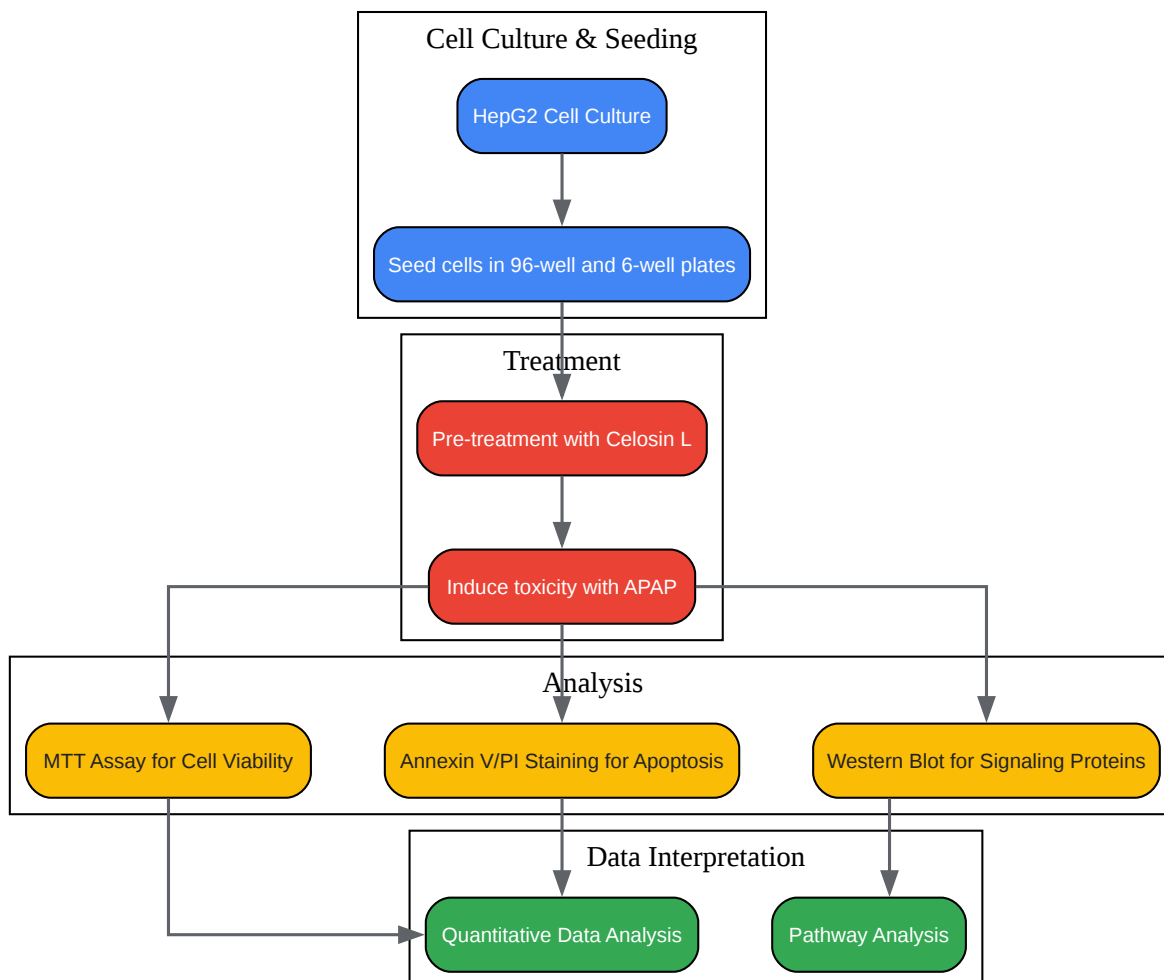 Cell Culture & Seeding
HepG2 Cell Culture
Seed cells in 96-well and 6-well plates
Treatment
Pre-treatment with Celosin L
Induce toxicity with APAP
Analysis
MTT Assay for Cell Viability
Annexin V/PI Staining for Apoptosis
Western Blot for Signaling Proteins
Data Interpretation
Quantitative Data Analysis
Pathway Analysis